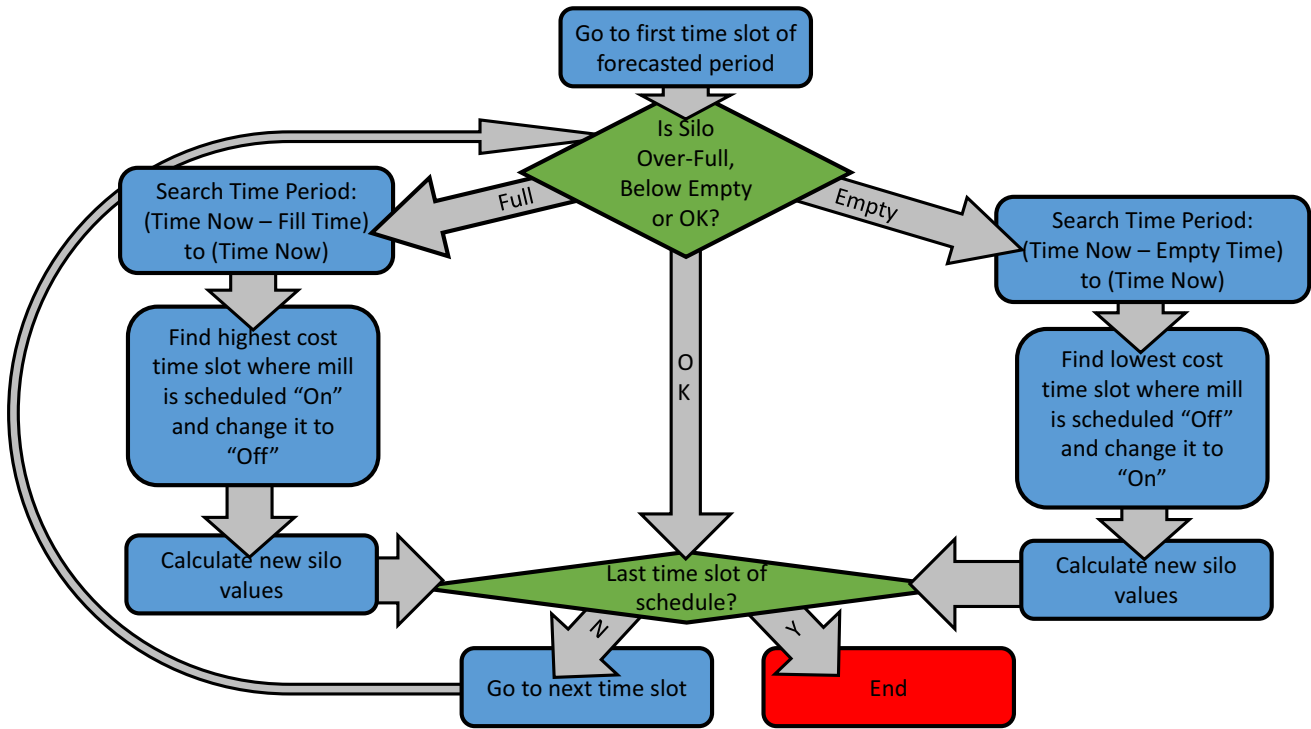 Go to first time slot of
forecasted period
Is Silo
Over-Full,
Below Empty
or OK?
Full
Empty
Search Time Period:
(Time Now – Fill Time)
to (Time Now)
Search Time Period:
(Time Now – Empty Time)
to (Time Now)
Find highest cost
time slot where mill
is scheduled “On”
and change it to
“Off”
O
K
Find lowest cost
time slot where mill
is scheduled “Off”
and change it to
“On”
Calculate new silo
values
Last time slot of
schedule?
Calculate new silo
values
N
Y
Go to next time slot
End